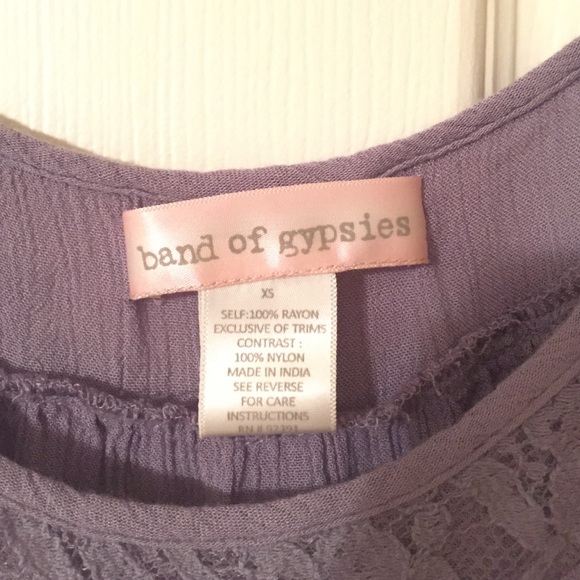 band of gypsies
XS
SELF:100% RAYON
EXCLUSIVE OF TRIMS
CONTRAST :
100% NYLON
MADE IN INDIA
SEE REVERSE
FOR CARE
INSTRUCTIONS
RN #